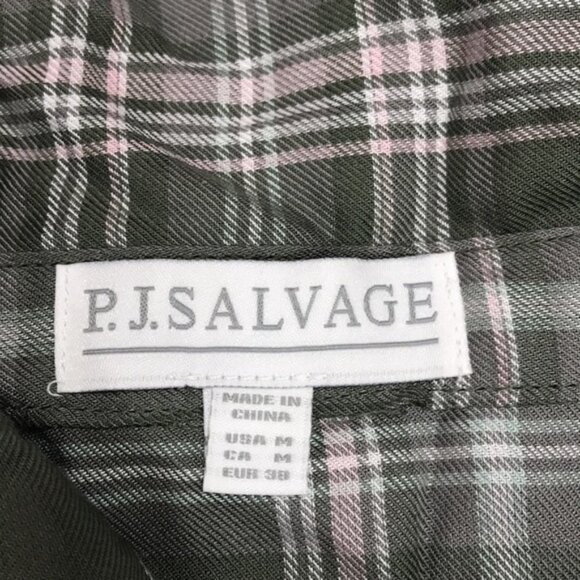 P.J.SALVAGE
MADE IN
CHINA
USA M
CA M
EUR 38